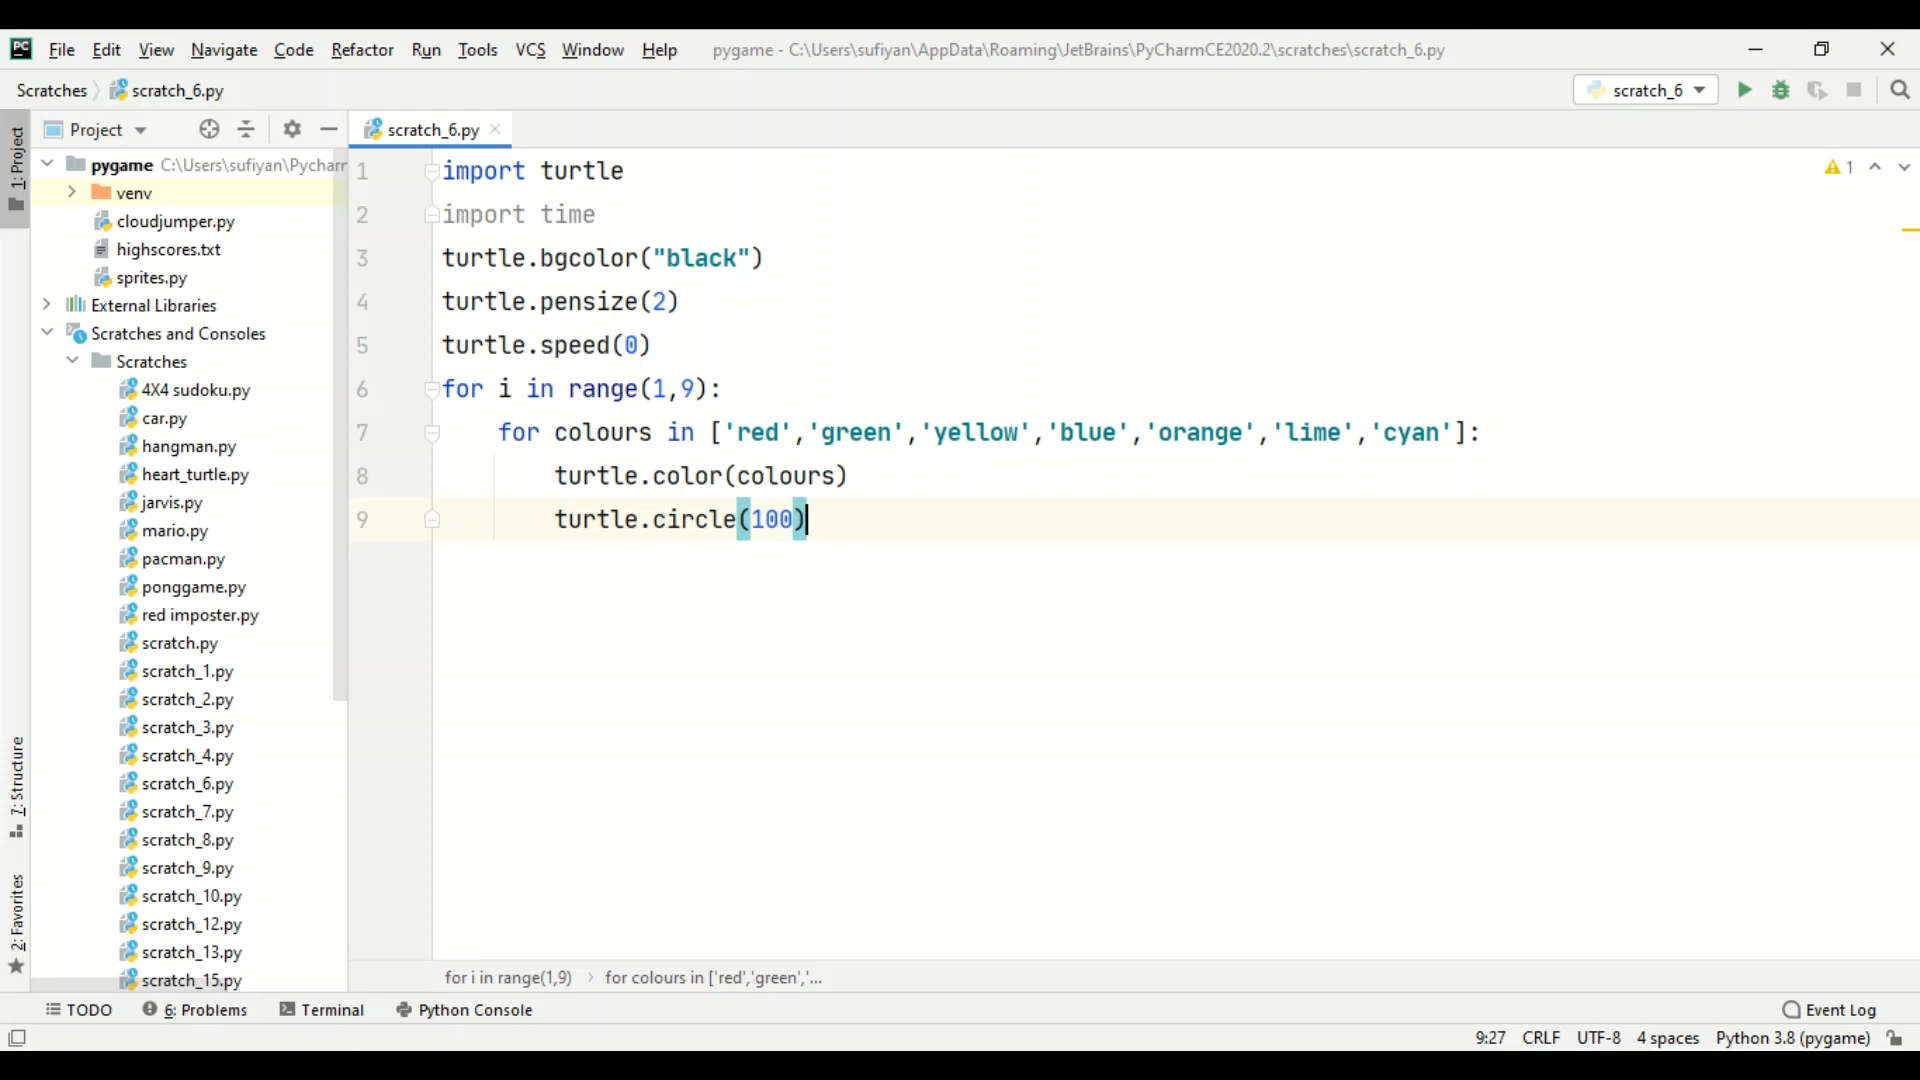 PC File Edit View Navigate Code Refactor Run Tools VCS Window Help pygame - C:\Users\sufiyan\AppData\Roaming\JetBrains\PyCharmCE2020.2\scratches\scratch_6.py
Scratches scratch_6.py scratch_6
1: Project
Project
scratch_6.py
pygame C:\Users\sufiyan\Pychar
venv
cloudjumper.py
highscores.txt
sprites.py
External Libraries
Scratches and Consoles
Scratches
4X4 sudoku.py
car.py
hangman.py
heart_turtle.py
jarvis.py
mario.py
pacman.py
ponggame.py
red imposter.py
scratch.py
scratch_1.py
scratch_2.py
scratch_3.py
scratch_4.py
scratch_6.py
scratch_7.py
scratch_8.py
scratch_9.py
scratch_10.py
scratch_12.py
scratch_13.py
scratch_15.py
7: Structure
2: Favorites
1 import turtle
2 import time
3 turtle.bgcolor("black")
4 turtle.pensize(2)
5 turtle.speed(0)
6 for i in range(1,9):
7 for colours in ['red','green','yellow','blue','orange','lime','cyan']:
8 turtle.color(colours)
9 turtle.circle(100)
1
for i in range(1,9) › for colours in ['red','green','...
TODO 6: Problems Terminal Python Console Event Log
9:27 CRLF UTF-8 4 spaces Python 3.8 (pygame)